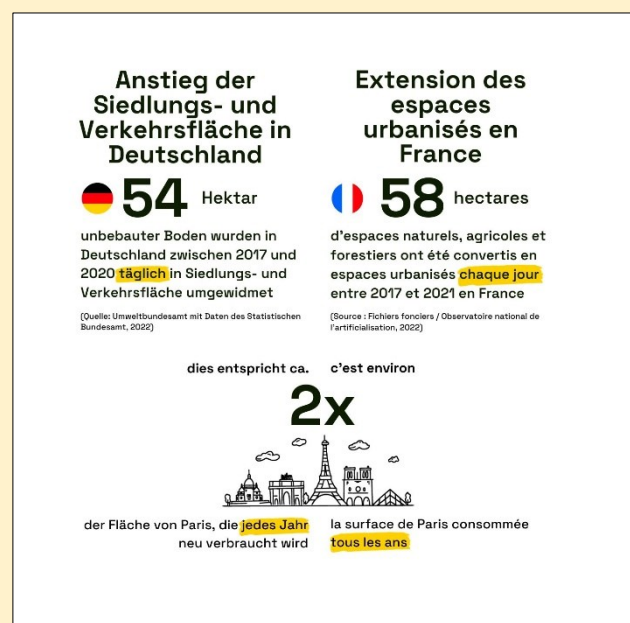 Anstieg der
Siedlungs- und
Verkehrsfläche in
Deutschland
54 Hektar
unbebauter Boden wurden in
Deutschland zwischen 2017 und
2020 täglich in Siedlungs- und
Verkehrsfläche umgewidmet
(Quelle: Umweltbundesamt mit Daten des Statistischen
Bundesamt, 2022)
Extension des
espaces
urbanisés en
France
58 hectares
d'espaces naturels, agricoles et
forestiers ont été convertis en
espaces urbanisés chaque jour
entre 2017 et 2021 en France
(Source : Fichiers fonciers / Observatoire national de
l'artificialisation, 2022)
dies entspricht ca.
c'est environ
2x
der Fläche von Paris, die jedes Jahr
neu verbraucht wird
la surface de Paris consommée
tous les ans